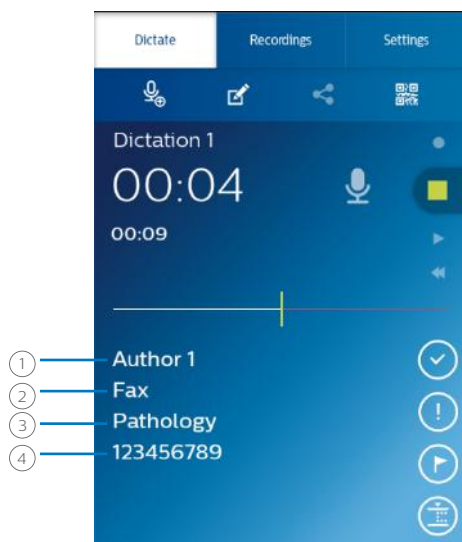 Dictate Recordings Settings
Dictation 1
00:04
00:09
1 Author 1
2 Fax
3 Pathology
4 123456789
!